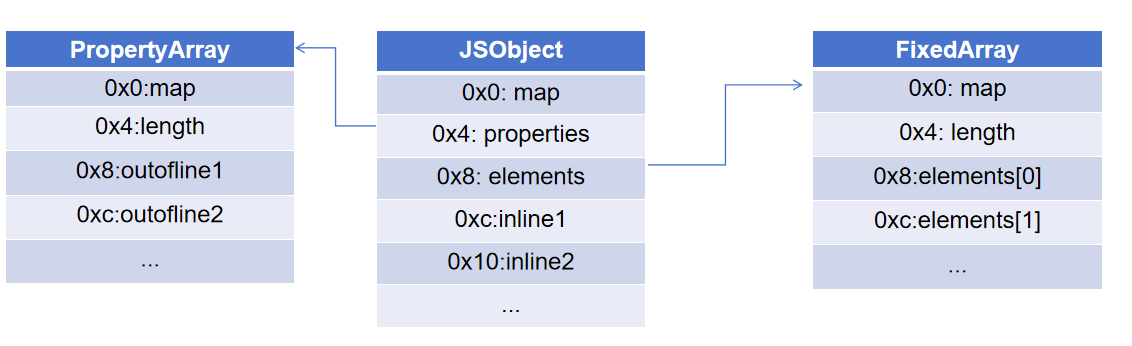 PropertyArray
0x0:map
0x4:length
0x8:outofline1
0xc:outofline2
...
JSObject
0x0: map
0x4: properties
0x8: elements
0xc:inline1
0x10:inline2
...
FixedArray
0x0: map
0x4: length
0x8:elements[0]
0xc:elements[1]
...